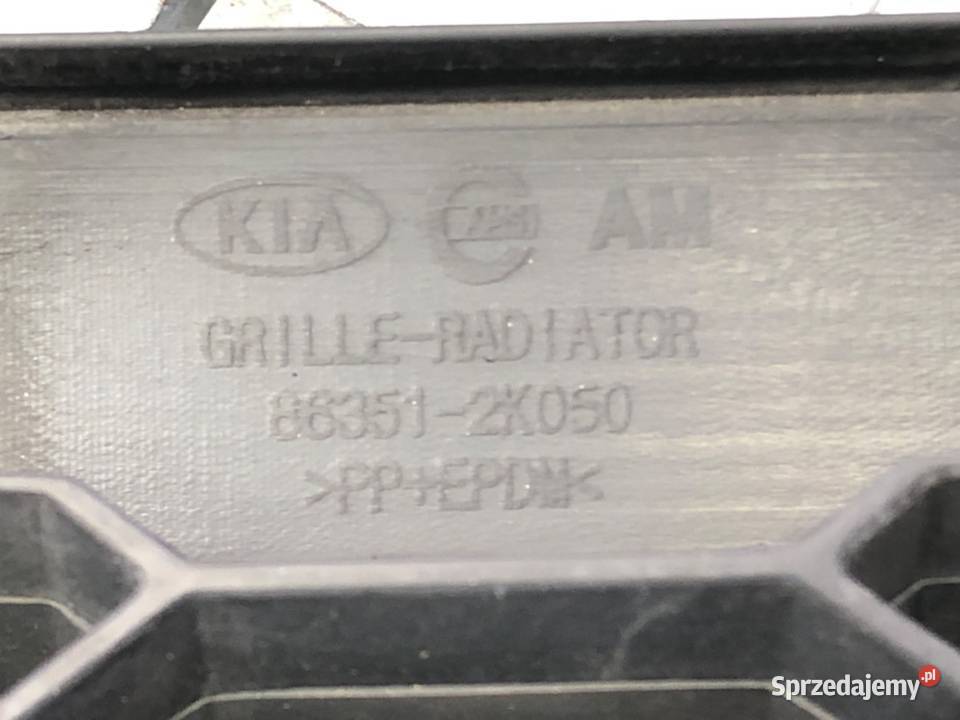 KIA AM
GRILLE-RADIATOR
86351-2K050
>PP+EPDM<
Sprzedajemy.pl